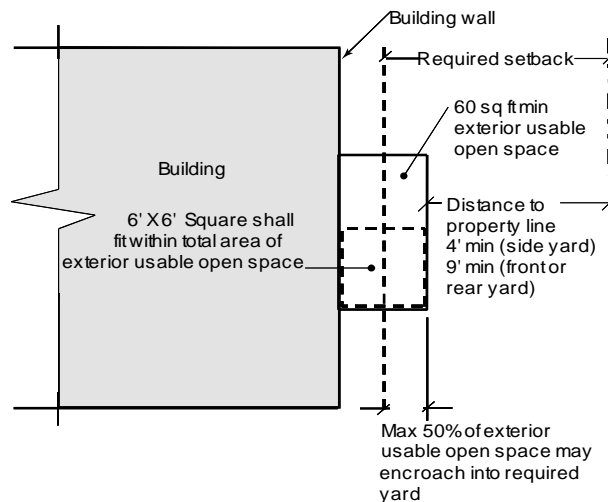 Building wall
Required setback
60 sq ft min
exterior usable
open space
Building
6' X 6' Square shall
fit within total area of
exterior usable open space
Distance to
property line
4' min (side yard)
9' min (front or
rear yard)
Max 50% of exterior
usable open space may
encroach into required
yard